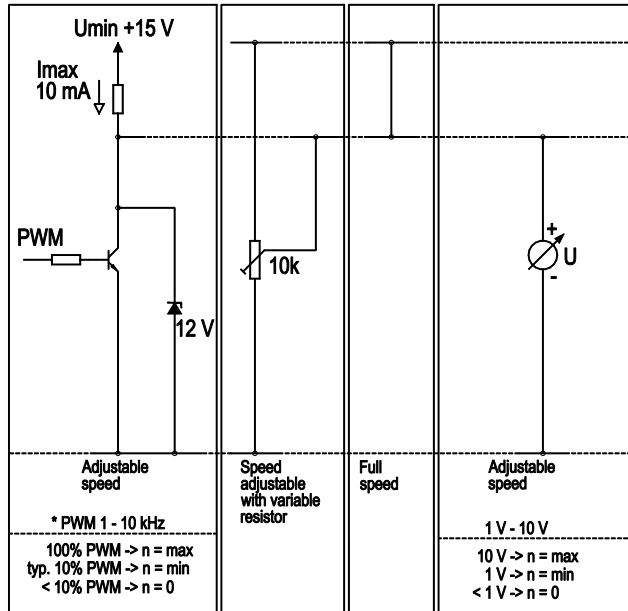 Umin +15 V
Imax
10 mA
PWM
12 V
10k
+
U
-
Adjustable
speed
* PWM 1 - 10 kHz
100% PWM -> n = max
typ. 10% PWM -> n = min
< 10% PWM -> n = 0
Speed
adjustable
with variable
resistor
Full
speed
Adjustable
speed
1 V - 10 V
10 V -> n = max
1 V -> n = min
< 1 V -> n = 0